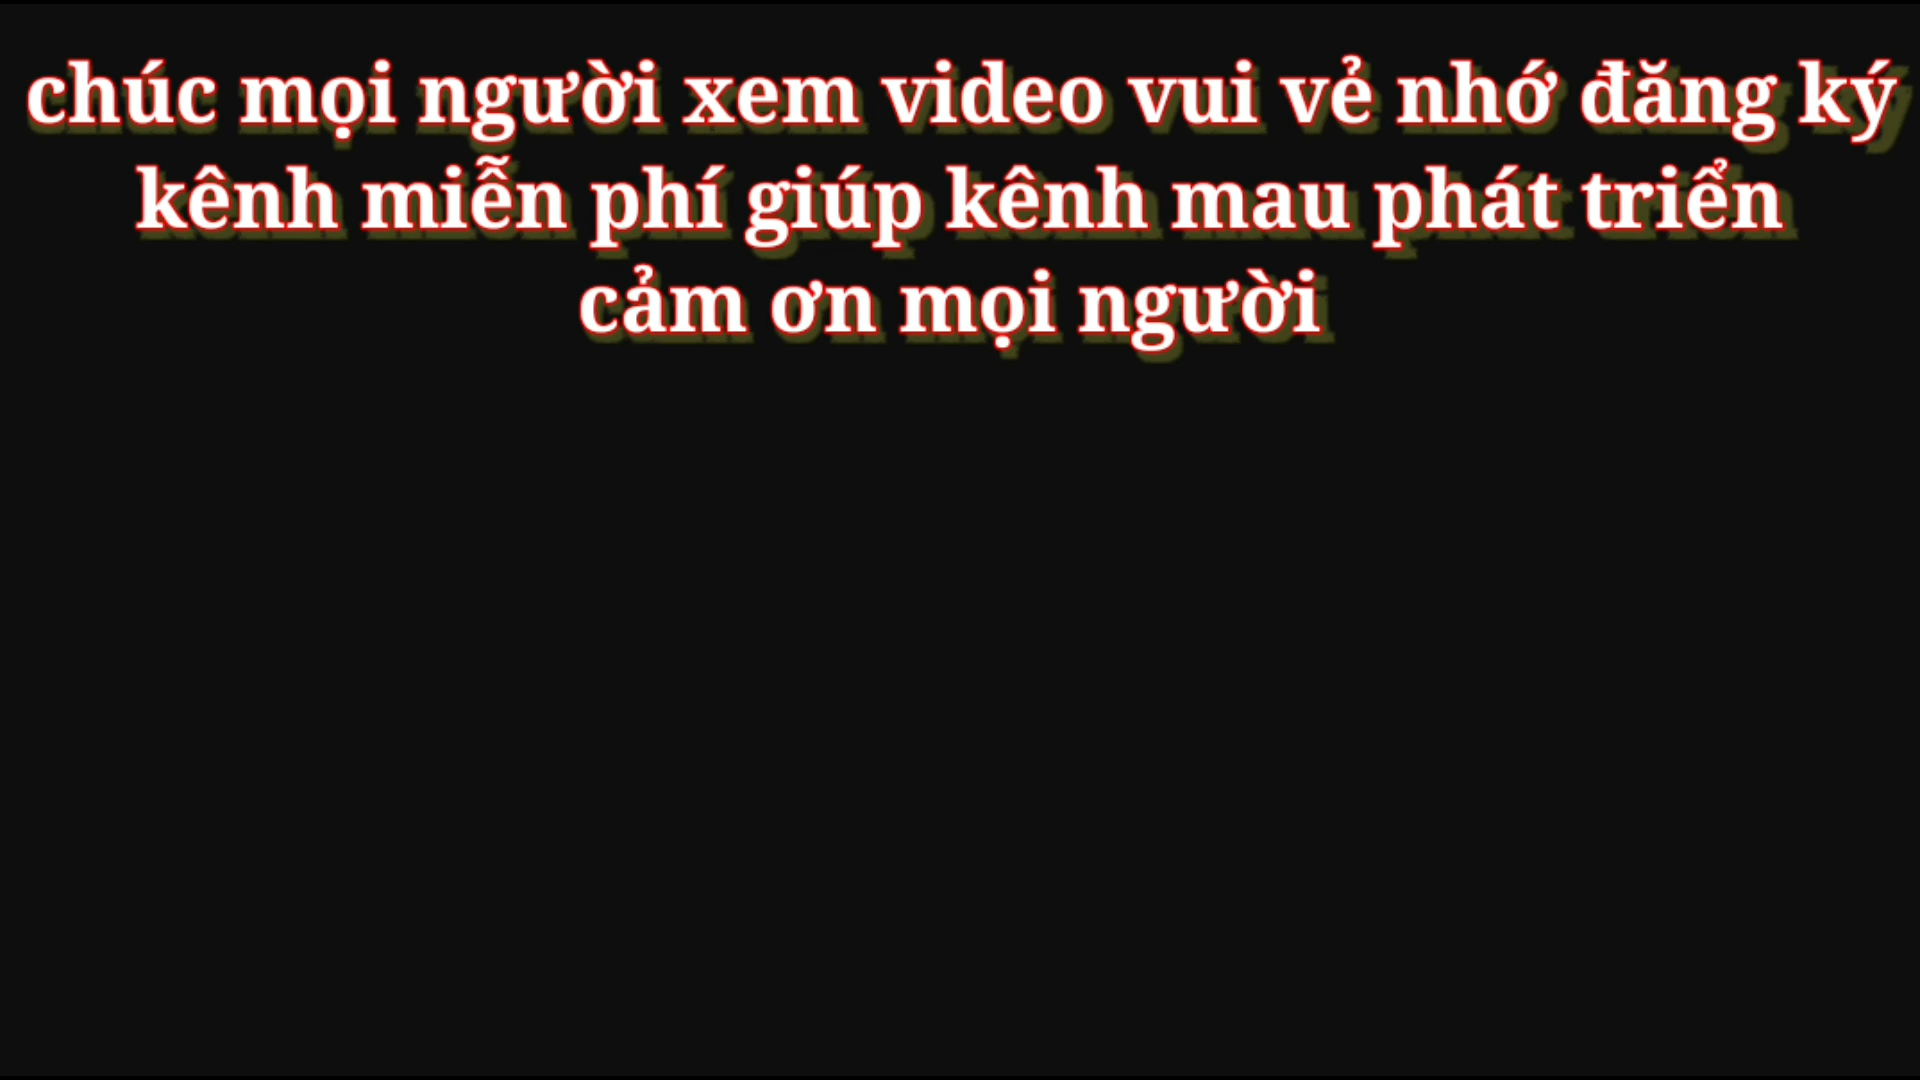 chúc mọi người xem video vui vẻ nhớ đăng ký
kênh miễn phí giúp kênh mau phát triển
cảm ơn mọi người